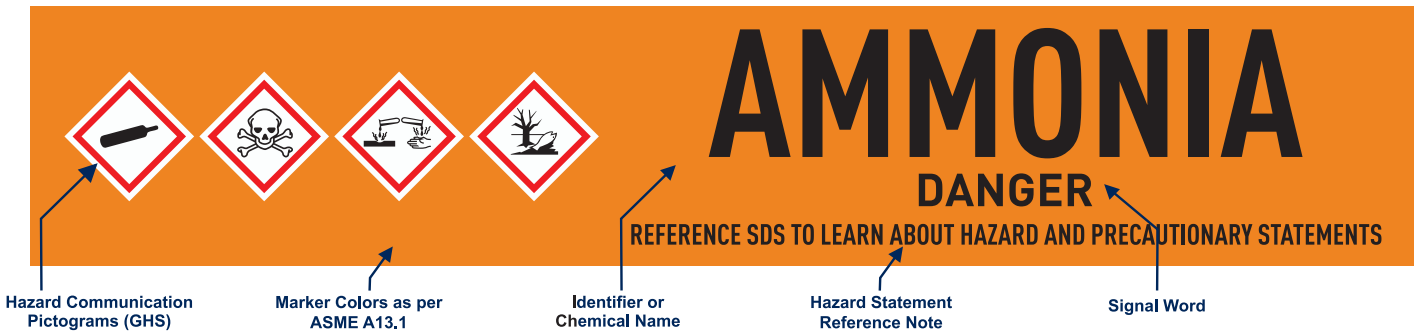 AMMONIA
DANGER
REFERENCE SDS TO LEARN ABOUT HAZARD AND PRECAUTIONARY STATEMENTS
Hazard Communication
Pictograms (GHS)
Marker Colors as per
ASME A13.1
Identifier or
Chemical Name
Hazard Statement
Reference Note
Signal Word